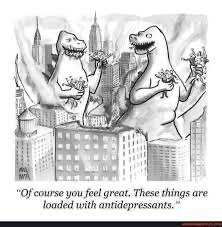 "Of course you feel great. These things are
loaded with antidepressants."